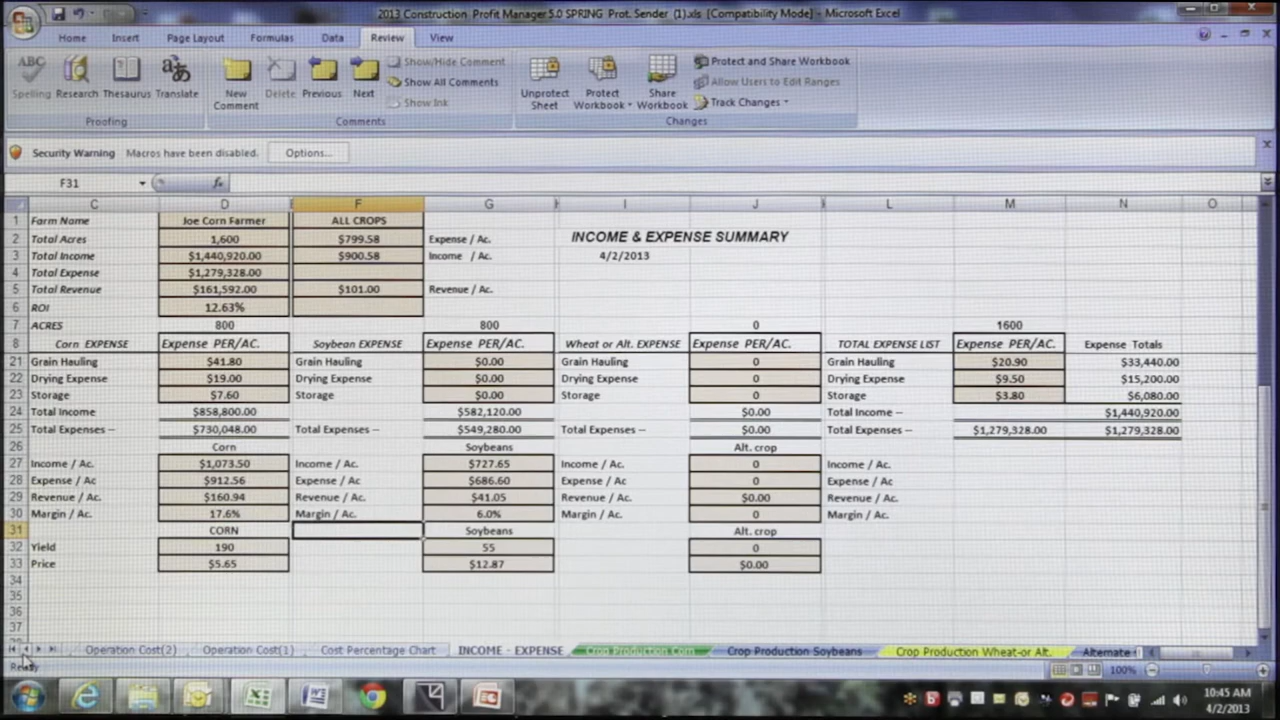 2013 Construction Profit Manager5.0 SPRING Prot. Sender (1).xls [Compatibility Mode] - Microsoft Excel
Home Insert Page Layout Formulas Data Review View
ABC
Spelling Research Thesaurus Translate New Comment Delete Previous Next Show/Hide Comment Show All Comments Show Ink Unprotect Sheet Protect Workbook Share Workbook Protect and Share Workbook Allow Users to Edit Ranges Track Changes
Proofing Comments Changes
Security Warning Macros have been disabled. Options...
F31 fx
C D F G H I J L M N O
1 Farm Name Joe Corn Farmer ALL CROPS
2 Total Acres 1,600 $799.58 Expense / Ac. INCOME & EXPENSE SUMMARY
3 Total Income $1,440,920.00 $900.58 Income / Ac. 4/2/2013
4 Total Expense $1,279,328.00
5 Total Revenue $161,592.00 $101.00 Revenue / Ac.
6 ROI 12.63%
7 ACRES 800 800 0 1600
8 Corn EXPENSE Expense PER/AC. Soybean EXPENSE Expense PER/AC. Wheat or Alt. EXPENSE Expense PER/AC. TOTAL EXPENSE LIST Expense PER/AC. Expense Totals
21 Grain Hauling $41.80 Grain Hauling $0.00 Grain Hauling 0 Grain Hauling $20.90 $33,440.00
22 Drying Expense $19.00 Drying Expense $0.00 Drying Expense 0 Drying Expense $9.50 $15,200.00
23 Storage $7.60 Storage $0.00 Storage 0 Storage $3.80 $6,080.00
24 Total Income $858,800.00 $582,120.00 $0.00 Total Income -- $1,440,920.00
25 Total Expenses -- $730,048.00 Total Expenses -- $549,280.00 Total Expenses -- $0.00 Total Expenses -- $1,279,328.00 $1,279,328.00
26 Corn Soybeans Alt. crop
27 Income / Ac. $1,073.50 Income / Ac. $727.65 Income / Ac. 0 Income / Ac.
28 Expense / Ac $912.56 Expense / Ac $686.60 Expense / Ac 0 Expense / Ac
29 Revenue / Ac. $160.94 Revenue / Ac. $41.05 Revenue / Ac. $0.00 Revenue / Ac.
30 Margin / Ac. 17.6% Margin / Ac. 6.0% Margin / Ac. 0 Margin / Ac.
31 CORN Soybeans Alt. crop
32 Yield 190 55 0
33 Price $5.65 $12.87 $0.00
34
35
36
37
Operation Cost(2) Operation Cost(1) Cost Percentage Chart INCOME - EXPENSE Crop Production Corn Crop Production Soybeans Crop Production Wheat-or Alt. Alternate
Ready 100%
10:45 AM
4/2/2013